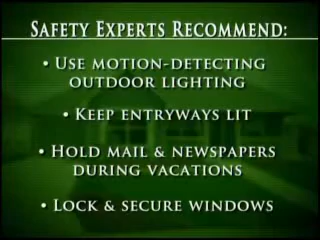 SAFETY EXPERTS RECOMMEND:
• USE MOTION-DETECTING
OUTDOOR LIGHTING
• KEEP ENTRYWAYS LIT
• HOLD MAIL & NEWSPAPERS
DURING VACATIONS
• LOCK & SECURE WINDOWS